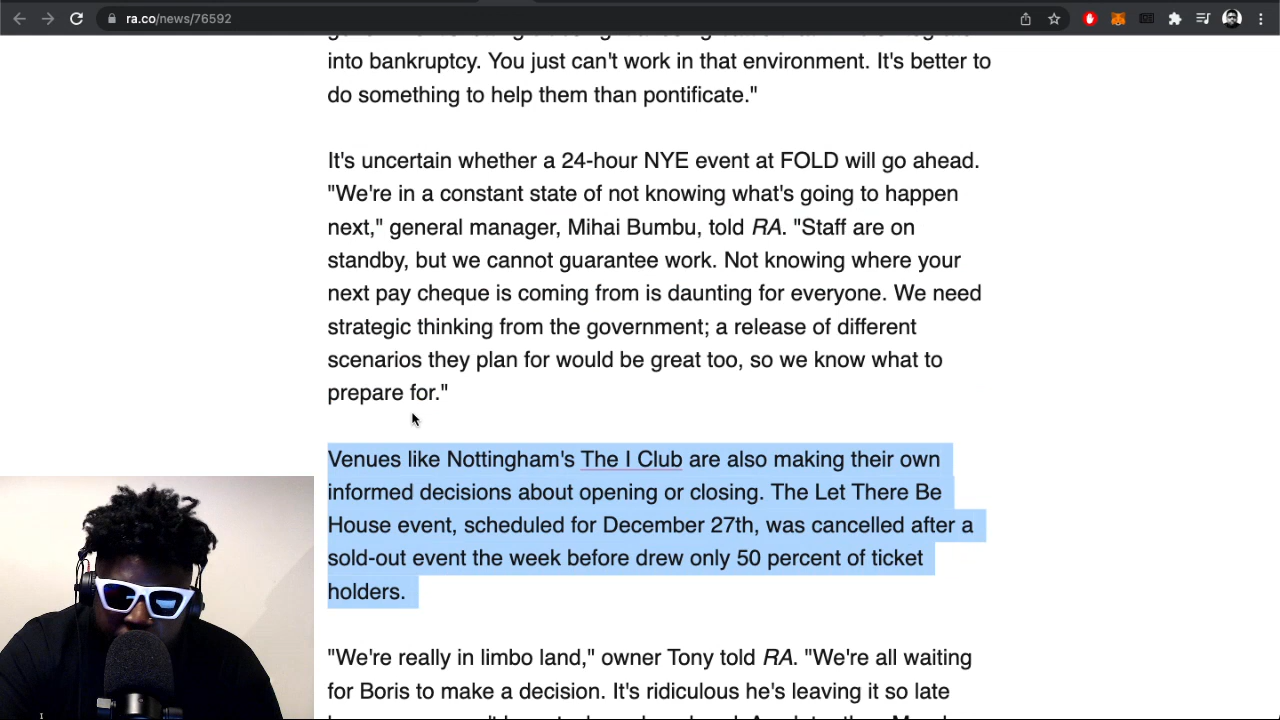 ra.co/news/76592
into bankruptcy. You just can't work in that environment. It's better to
do something to help them than pontificate."
It's uncertain whether a 24-hour NYE event at FOLD will go ahead.
"We're in a constant state of not knowing what's going to happen
next," general manager, Mihai Bumbu, told RA. "Staff are on
standby, but we cannot guarantee work. Not knowing where your
next pay cheque is coming from is daunting for everyone. We need
strategic thinking from the government; a release of different
scenarios they plan for would be great too, so we know what to
prepare for."
Venues like Nottingham's The I Club are also making their own
informed decisions about opening or closing. The Let There Be
House event, scheduled for December 27th, was cancelled after a
sold-out event the week before drew only 50 percent of ticket
holders.
"We're really in limbo land," owner Tony told RA. "We're all waiting
for Boris to make a decision. It's ridiculous he's leaving it so late